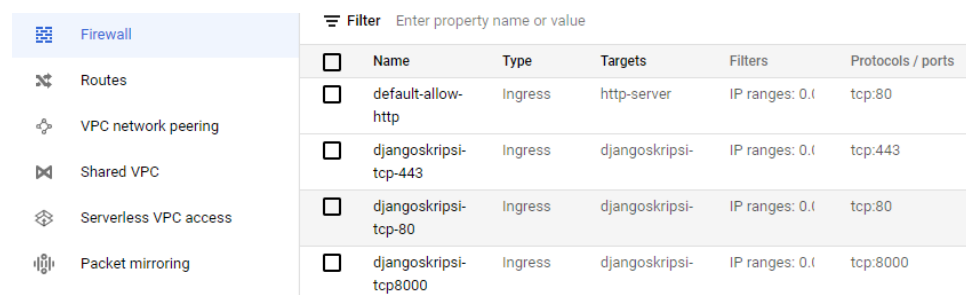 Firewall
Routes
VPC network peering
Shared VPC
Serverless VPC access
Packet mirroring
Filter Enter property name or value
Name Type Targets Filters Protocols / ports
default-allow- Ingress http-server IP ranges: 0.( tcp:80
http
djangoskripsi- Ingress djangoskripsi- IP ranges: 0.( tcp:443
tcp-443
djangoskripsi- Ingress djangoskripsi- IP ranges: 0.( tcp:80
tcp-80
djangoskripsi- Ingress djangoskripsi- IP ranges: 0.( tcp:8000
tcp8000